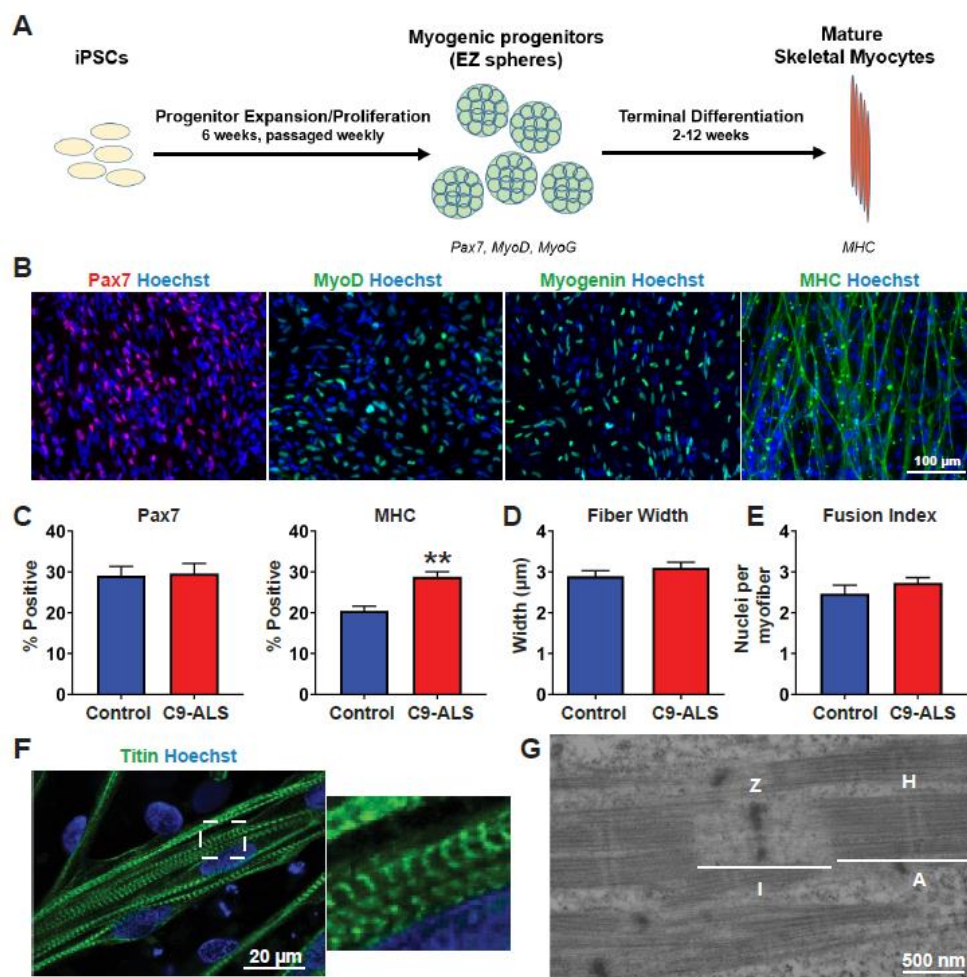 A
iPSCs
Myogenic progenitors
(EZ spheres)
Mature
Skeletal Myocytes
Progenitor Expansion/Proliferation
6 weeks, passaged weekly
Terminal Differentiation
2-12 weeks
Pax7, MyoD, MyoG
MHC
B
Pax7 Hoechst
MyoD Hoechst
Myogenin Hoechst
MHC Hoechst
100 µm
C
Pax7
% Positive
40
30
20
10
0
Control
C9-ALS
MHC
% Positive
40
30
20
10
0
**
Control
C9-ALS
D
Fiber Width
Width (µm)
4
3
2
1
0
Control
C9-ALS
E
Fusion Index
Nuclei per
myofiber
4
3
2
1
0
Control
C9-ALS
F
Titin Hoechst
20 µm
G
Z
H
I
A
500 nm